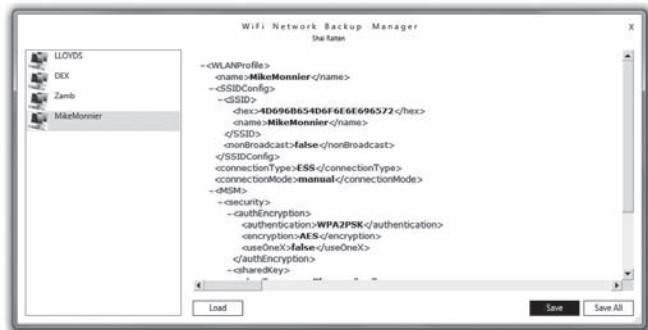 WiFi Network Backup Manager
Shai Raiten
X
LLOYDS
DEX
Zamb
MikeMonnier
-<WLANProfile>
<name>MikeMonnier</name>
-<SSIDConfig>
-<SSID>
<hex>4D696B654D6F6E6E696572</hex>
<name>MikeMonnier</name>
</SSID>
<nonBroadcast>false</nonBroadcast>
</SSIDConfig>
<connectionType>ESS</connectionType>
<connectionMode>manual</connectionMode>
-<MSM>
-<security>
-<authEncryption>
<authentication>WPA2PSK</authentication>
<encryption>AES</encryption>
<useOneX>false</useOneX>
</authEncryption>
-<sharedKey>
Load
Save
Save All